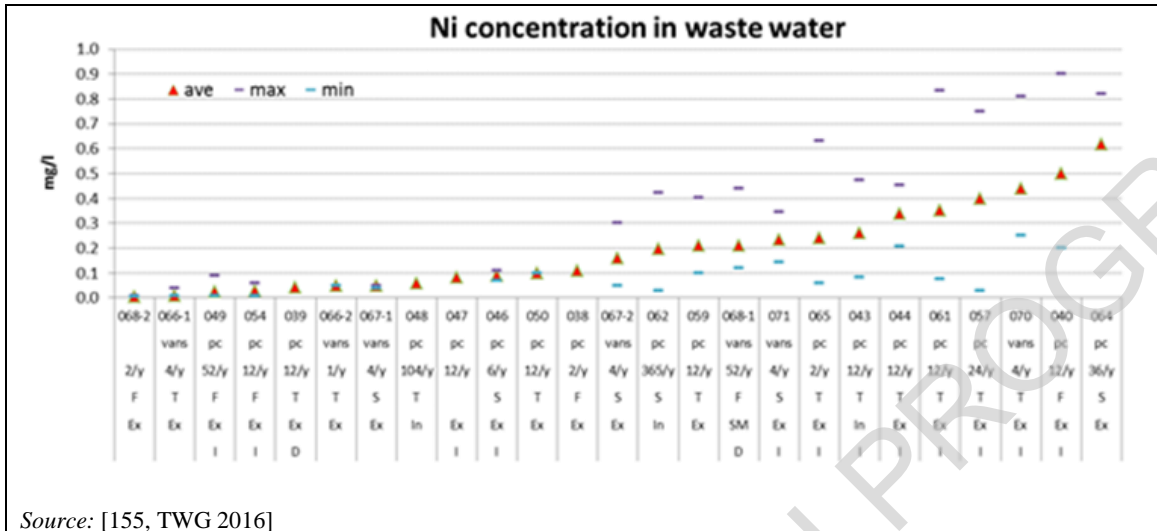 Ni concentration in waste water
1.0
0.9
ave max min
0.8
0.7
0.6
mg/l
0.5
0.4
0.3
0.2
0.1
0.0
068-2 066-1 049 054 039 066-2 067-1 048 047 046 050 038 067-2 062 059 068-1 071 065 043 044 061 057 070 040 064
vans pc pc pc vans vans pc pc pc pc pc vans pc pc pc vans pc pc pc pc pc vans pc pc
2/y 4/y 52/y 12/y 12/y 1/y 4/y 104/y 12/y 6/y 12/y 2/y 4/y 365/y 12/y 52/y 4/y 2/y 12/y 12/y 12/y 24/y 4/y 12/y 36/y
F T F F T T S T S T F S S T F S T T T T T T F S
Ex Ex Ex Ex Ex Ex Ex In Ex Ex Ex Ex Ex In Ex SM Ex Ex In Ex Ex Ex Ex Ex Ex
I I D I I D I I I I I I I I
PROGR
Source: [155, TWG 2016]